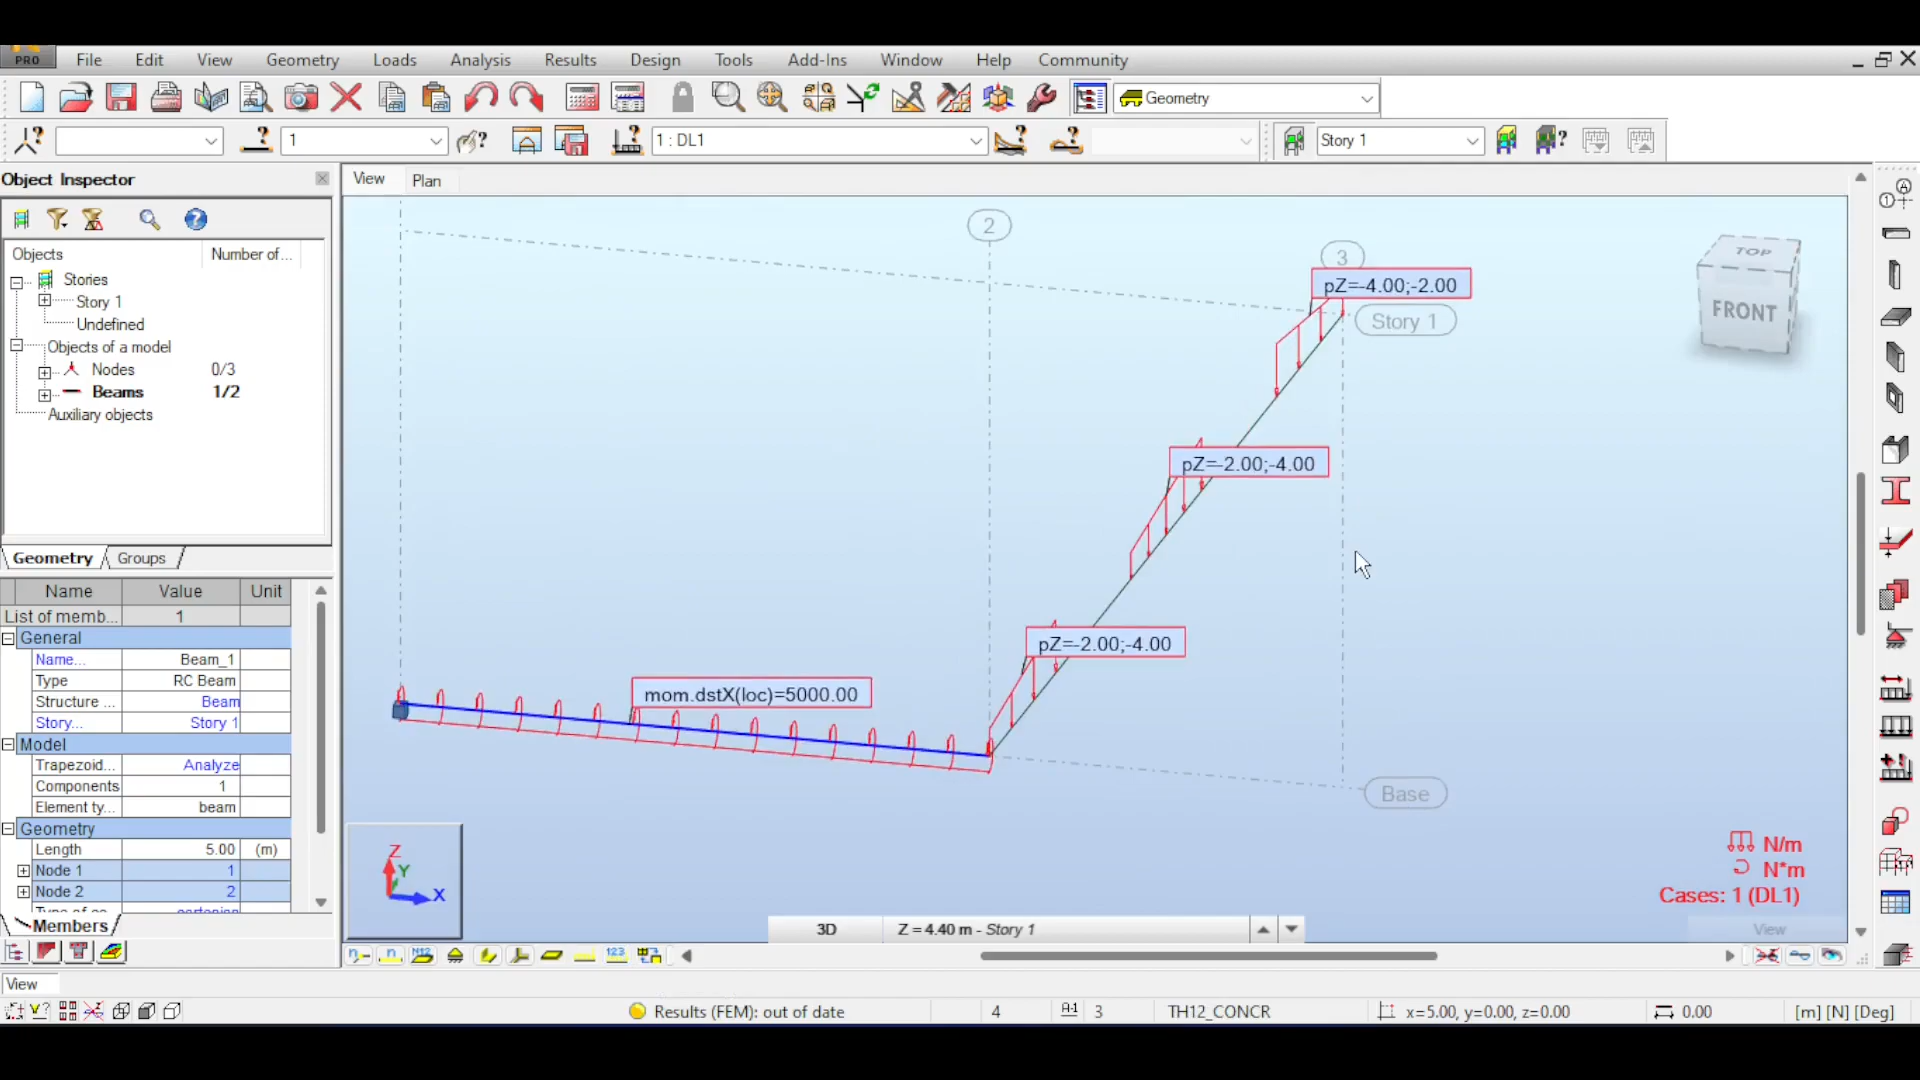 PRO File Edit View Geometry Loads Analysis Results Design Tools Add-Ins Window Help Community
Geometry
1 1 : DL1 Story 1
Object Inspector
View Plan
Objects Number of...
Stories
Story 1
Undefined
Objects of a model
Nodes 0/3
Beams 1/2
Auxiliary objects
Geometry Groups
Name Value Unit
List of memb... 1
General
Name... Beam_1
Type RC Beam
Structure ... Beam
Story... Story 1
Model
Trapezoid... Analyze
Components 1
Element ty... beam
Geometry
Length 5.00 (m)
Node 1 1
Node 2 2
Members
2
3
pZ=-4.00;-2.00
Story 1
pZ=-2.00;-4.00
pZ=-2.00;-4.00
mom.dstX(loc)=5000.00
Base
TOP
FRONT
N/m
N*m
Cases: 1 (DL1)
Z
Y
X
3D Z = 4.40 m - Story 1
View
View
Results (FEM): out of date 4 3 TH12_CONCR x=5.00, y=0.00, z=0.00 0.00 [m] [N] [Deg]